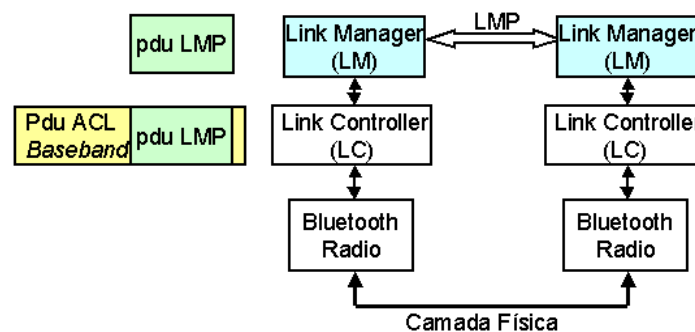 pdu LMP
Link Manager
(LM)
LMP
Link Manager
(LM)
Pdu ACL
Baseband
pdu LMP
Link Controller
(LC)
Link Controller
(LC)
Bluetooth
Radio
Bluetooth
Radio
Camada Física